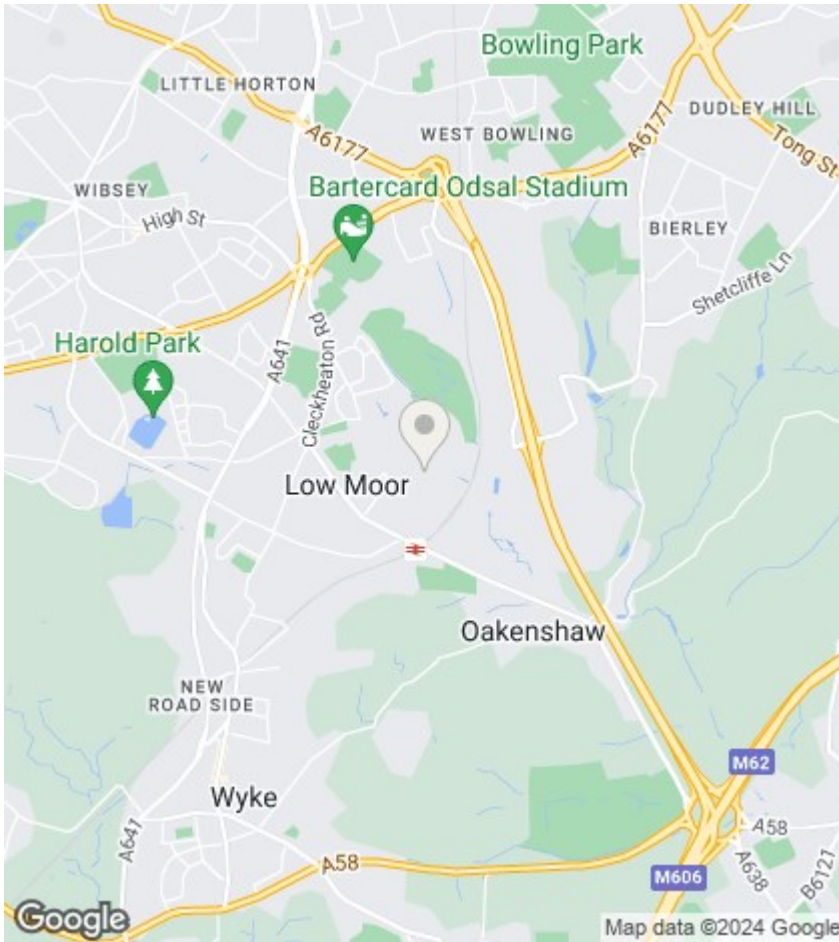 Bowling Park
LITTLE HORTON
DUDLEY HILL
A6177
WEST BOWLING
A6177
Tong St
WIBSEY
Bartercard Odsal Stadium
High St
BIERLEY
Shetcliffe Ln
Harold Park
A641
Cleckheaton Rd
Low Moor
Oakenshaw
NEW
ROAD SIDE
M62
Wyke
A641
A58
A58
M606
A638
B6121
Google
Map data ©2024 Google